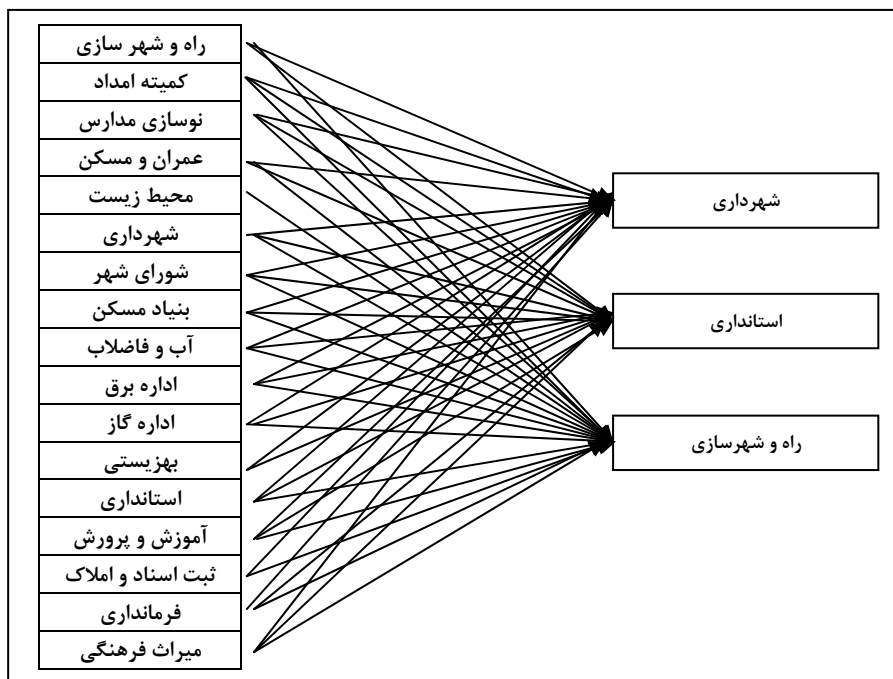 راه و شهر سازی
کمیته امداد
نوسازی مدارس
عمران و مسکن
محیط زیست
شهرداری
شورای شهر
بنیاد مسکن
آب و فاضلاب
اداره برق
اداره گاز
بهزیستی
استانداری
آموزش و پرورش
ثبت اسناد و املاک
فرمانداری
میراث فرهنگی
شهرداری
استانداری
راه و شهرسازی